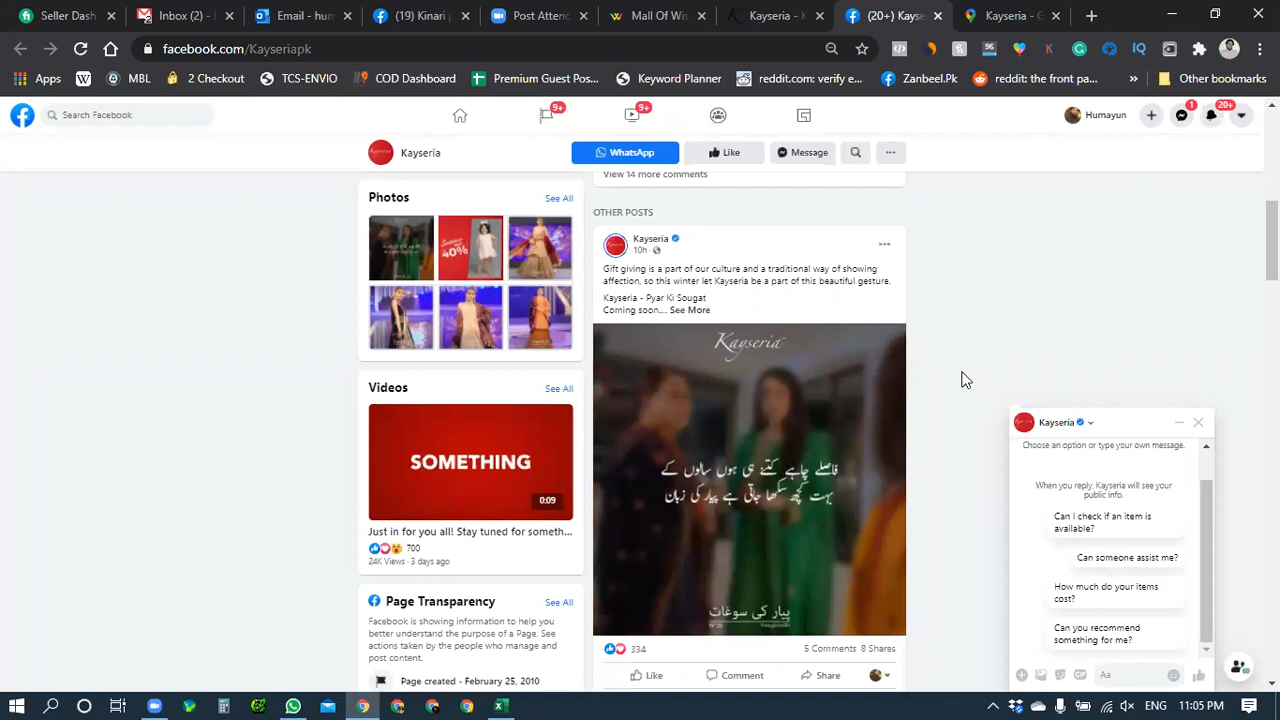 Seller Da
Inbox (2) -
Email - hum
(19) Kinari
Post Attenc
Mall Of Wis
Kayseria - K
(20+) Kayse
Kayseria - G
facebook.com/Kayseriapk
Apps
MBL
2 Checkout
TCS-ENVIO
COD Dashboard
Premium Guest Pos...
Keyword Planner
reddit.com: verify e...
Zanbeel.Pk
reddit: the front pa...
»
Other bookmarks
Search Facebook
9+
9+
Humayun
1
20+
Kayseria
WhatsApp
Like
Message
Photos
See All
Videos
See All
SOMETHING
0:09
Just in for you all! Stay tuned for someth...
700
24K Views · 3 days ago
Page Transparency
See All
Facebook is showing information to help you
better understand the purpose of a Page. See
actions taken by the people who manage and
post content.
Page created - February 25, 2010
View 14 more comments
OTHER POSTS
Kayseria
10h
Gift giving is a part of our culture and a traditional way of showing
affection, so this winter let Kayseria be a part of this beautiful gesture.
Kayseria - Pyar Ki Sougat
Coming soon.... See More
Kayseria
فاصلے چاہے کتنے ہی ہوں سالوں کے
بہت کچھ سکھا جاتی ہے پیار کی زبان
پیار کی سوغات
334
5 Comments 8 Shares
Like
Comment
Share
Kayseria
Choose an option or type your own message.
When you reply, Kayseria will see your
public info.
Can I check if an item is
available?
Can someone assist me?
How much do your items
cost?
Can you recommend
something for me?
GIF
Aa
11:05 PM